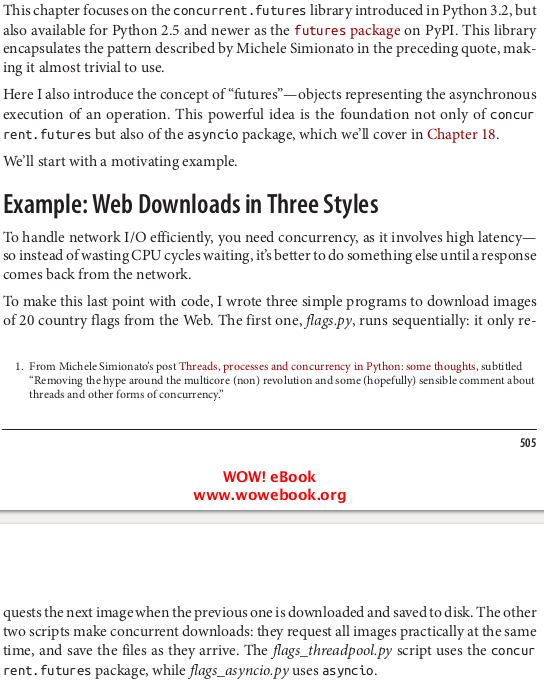 This chapter focuses on the concurrent.futures library introduced in Python 3.2, but
also available for Python 2.5 and newer as the futures package on PyPI. This library
encapsulates the pattern described by Michele Simionato in the preceding quote, mak-
ing it almost trivial to use.
Here I also introduce the concept of “futures”—objects representing the asynchronous
execution of an operation. This powerful idea is the foundation not only of concur
rent.futures but also of the asyncio package, which we’ll cover in Chapter 18.
We’ll start with a motivating example.
Example: Web Downloads in Three Styles
To handle network I/O efficiently, you need concurrency, as it involves high latency—
so instead of wasting CPU cycles waiting, it’s better to do something else until a response
comes back from the network.
To make this last point with code, I wrote three simple programs to download images
of 20 country flags from the Web. The first one, flags.py, runs sequentially: it only re-
1. From Michele Simionato’s post Threads, processes and concurrency in Python: some thoughts, subtitled
“Removing the hype around the multicore (non) revolution and some (hopefully) sensible comment about
threads and other forms of concurrency.”
505
WOW! eBook
www.wowebook.org
quests the next image when the previous one is downloaded and saved to disk. The other
two scripts make concurrent downloads: they request all images practically at the same
time, and save the files as they arrive. The flags_threadpool.py script uses the concur
rent.futures package, while flags_asyncio.py uses asyncio.